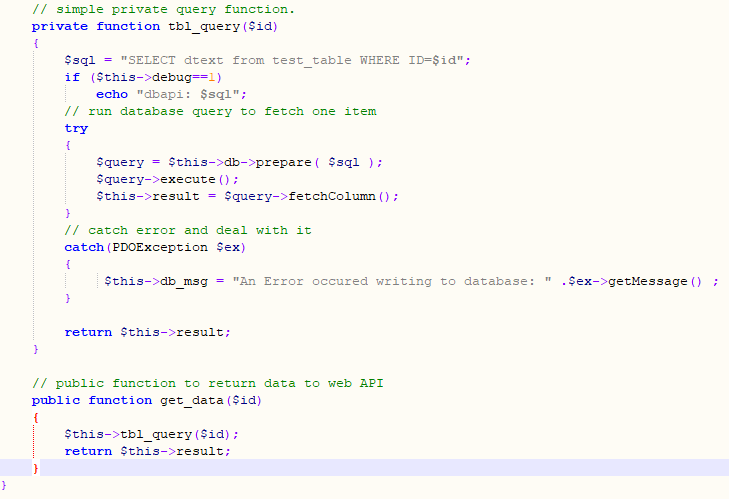 // simple private query function.
private function tbl_query($id)
{
$sql = "SELECT dtext from test_table WHERE ID=$id";
if ($this->debug==1)
echo "dbapi: $sql";
// run database query to fetch one item
try
{
$query = $this->db->prepare( $sql );
$query->execute();
$this->result = $query->fetchColumn();
}
// catch error and deal with it
catch(PDOException $ex)
{
$this->db_msg = "An Error occured writing to database: " .$ex->getMessage() ;
}
return $this->result;
}
// public function to return data to web API
public function get_data($id)
{
$this->tbl_query($id);
return $this->result;
}
}